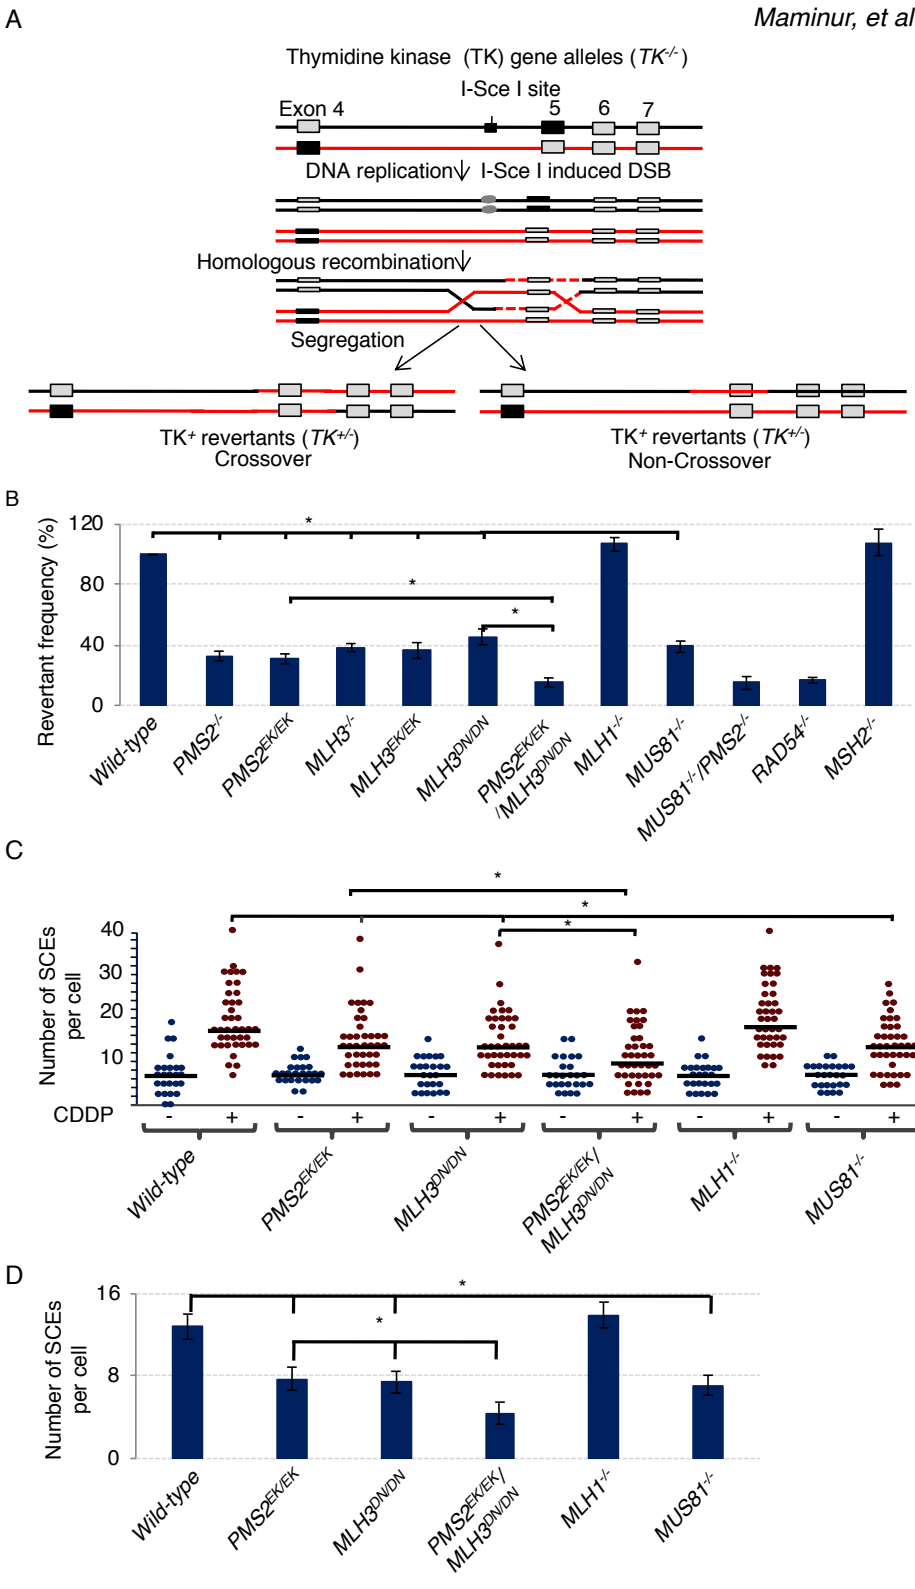 A
Maminur, et al
Thymidine kinase (TK) gene alleles (TK-/-)
I-Sce I site
Exon 4
5
6
7
DNA replication
I-Sce I induced DSB
Homologous recombination
Segregation
TK+ revertants (TK+/-)
Crossover
TK+ revertants (TK+/-)
Non-Crossover
B
Revertant frequency (%)
120
80
40
0
*
*
*
Wild-type
PMS2-/-
PMS2EK/EK
MLH3-/-
MLH3EK/EK
MLH3DN/DN
PMS2EK/EK
/MLH3DN/DN
MLH1-/-
MUS81-/-
MUS81-/-/PMS2-/-
RAD54-/-
MSH2-/-
C
Number of SCEs
per cell
40
30
20
10
*
*
*
CDDP - + - + - + - + - + - +
Wild-type
PMS2EK/EK
MLH3DN/DN
PMS2EK/EK/
MLH3DN/DN
MLH1-/-
MUS81-/-
D
Number of SCEs
per cell
16
8
0
*
*
Wild-type
PMS2EK/EK
MLH3DN/DN
PMS2EK/EK/
MLH3DN/DN
MLH1-/-
MUS81-/-